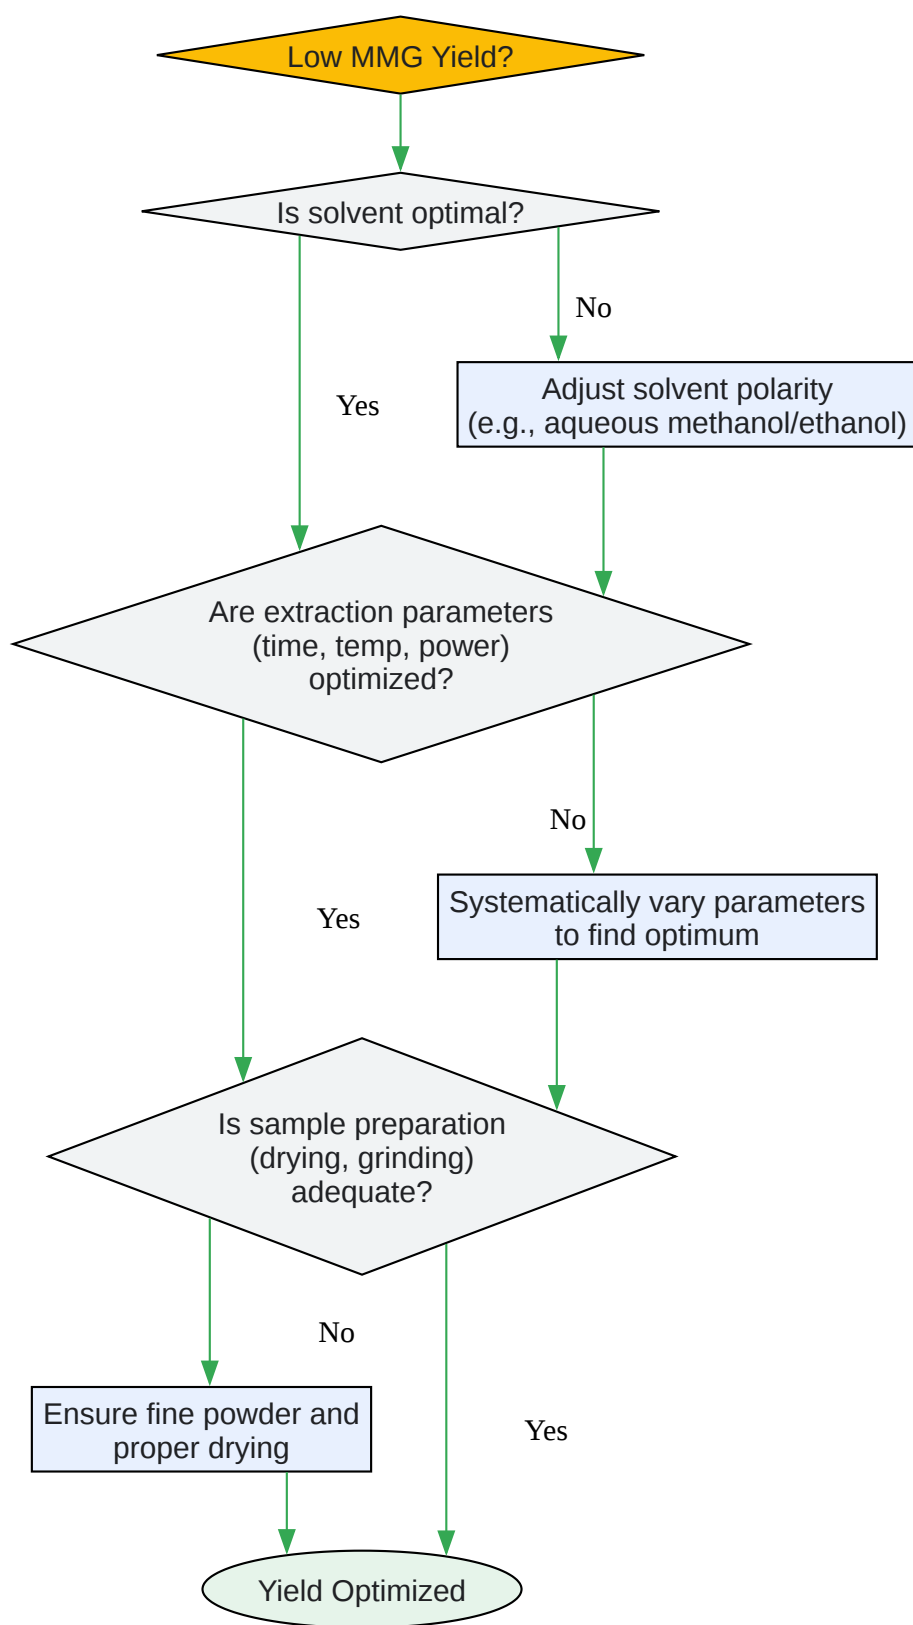 Low MMG Yield?
Is solvent optimal?
No
Adjust solvent polarity
(e.g., aqueous methanol/ethanol)
Yes
Are extraction parameters
(time, temp, power)
optimized?
No
Systematically vary parameters
to find optimum
Yes
Is sample preparation
(drying, grinding)
adequate?
No
Ensure fine powder and
proper drying
Yes
Yield Optimized